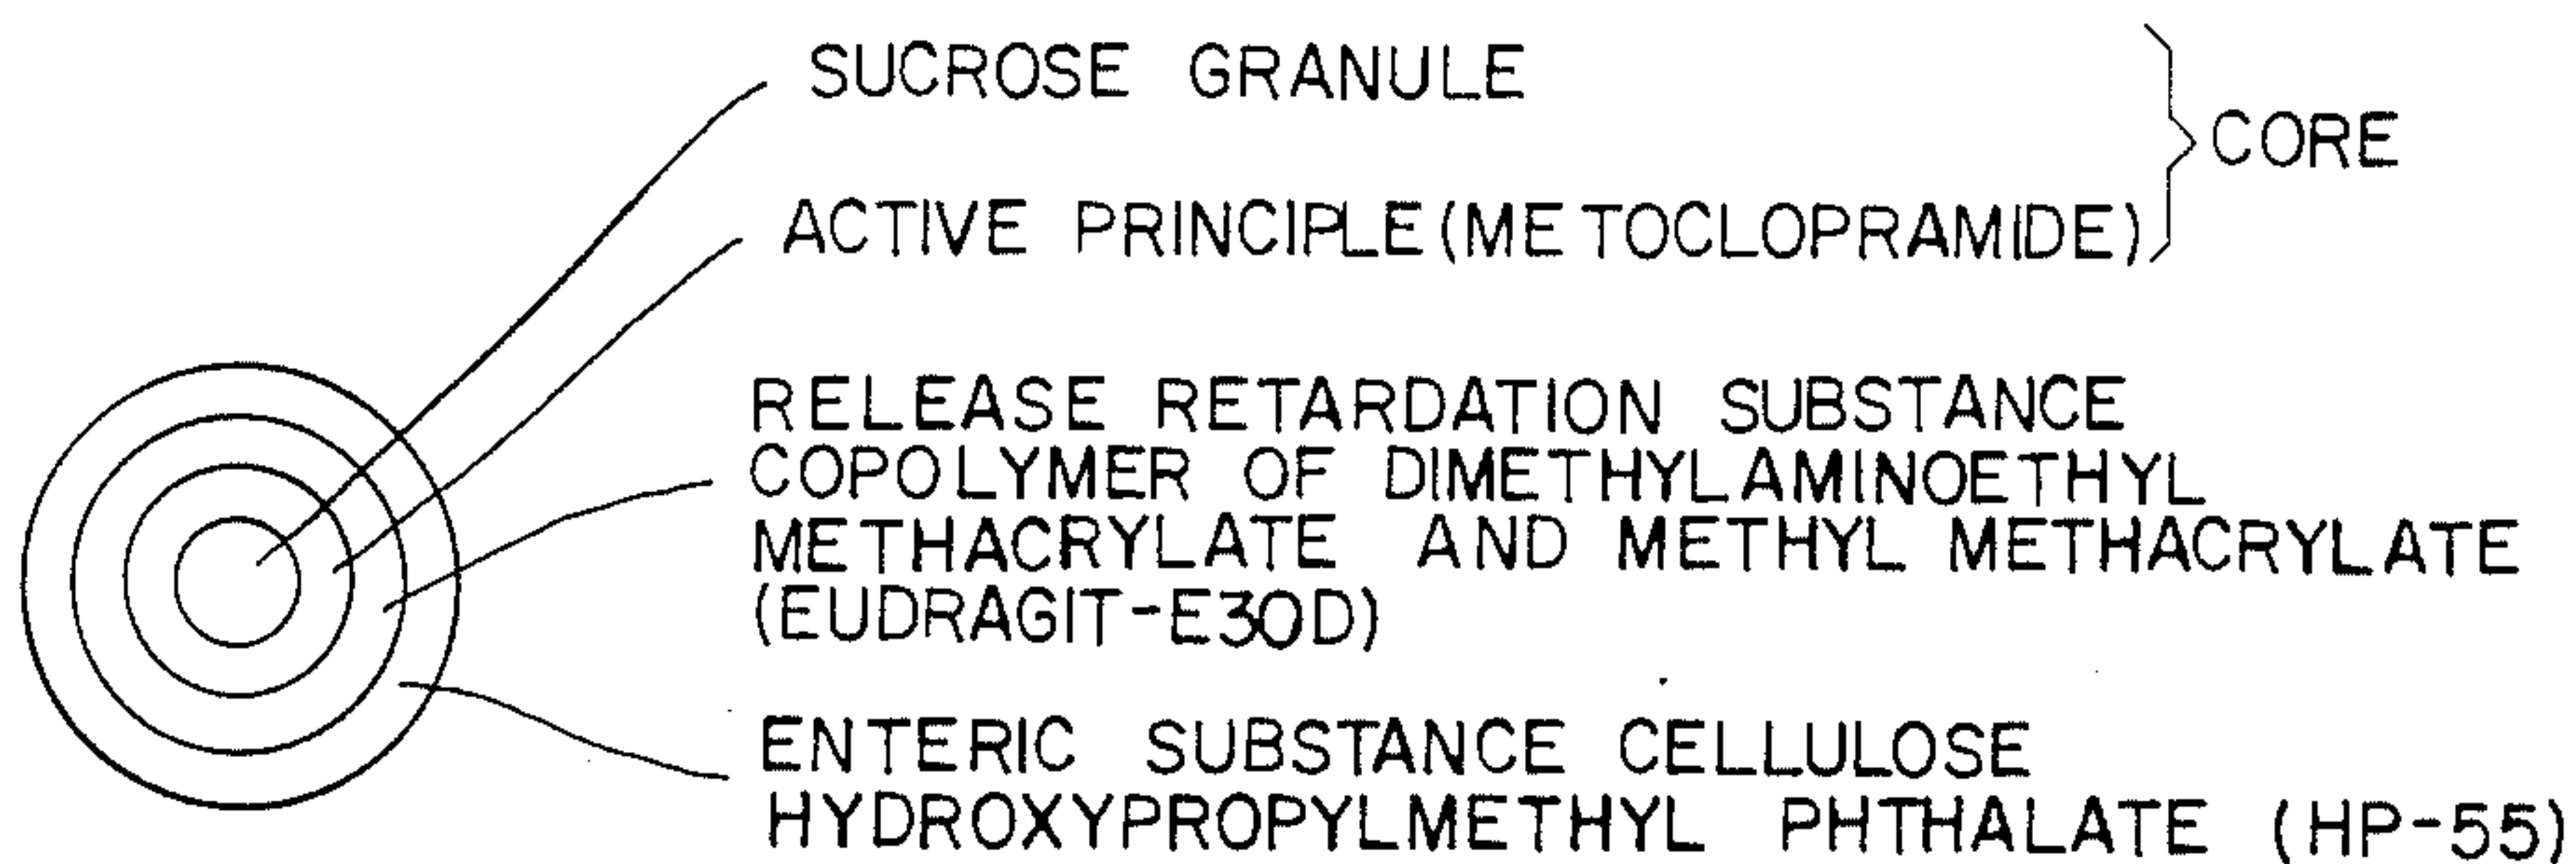 SUCROSE GRANULE
CORE
ACTIVE PRINCIPLE (METOCLOPRAMIDE)
RELEASE RETARDATION SUBSTANCE
COPOLYMER OF DIMETHYLAMINOETHYL
METHACRYLATE AND METHYL METHACRYLATE
(EUDRAGIT-E30D)
ENTERIC SUBSTANCE CELLULOSE
HYDROXYPROPYLMETHYL PHTHALATE (HP-55)